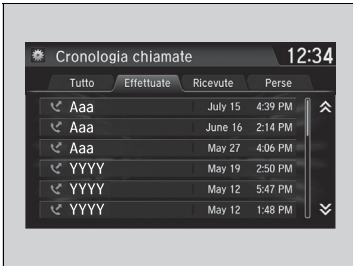 Cronologia chiamate 12:34
Tutto Effettuate Ricevute Perse
Aaa July 15 4:39 PM
Aaa June 16 2:14 PM
Aaa May 27 4:06 PM
YYYY May 19 2:50 PM
YYYY May 12 5:47 PM
YYYY May 12 1:48 PM